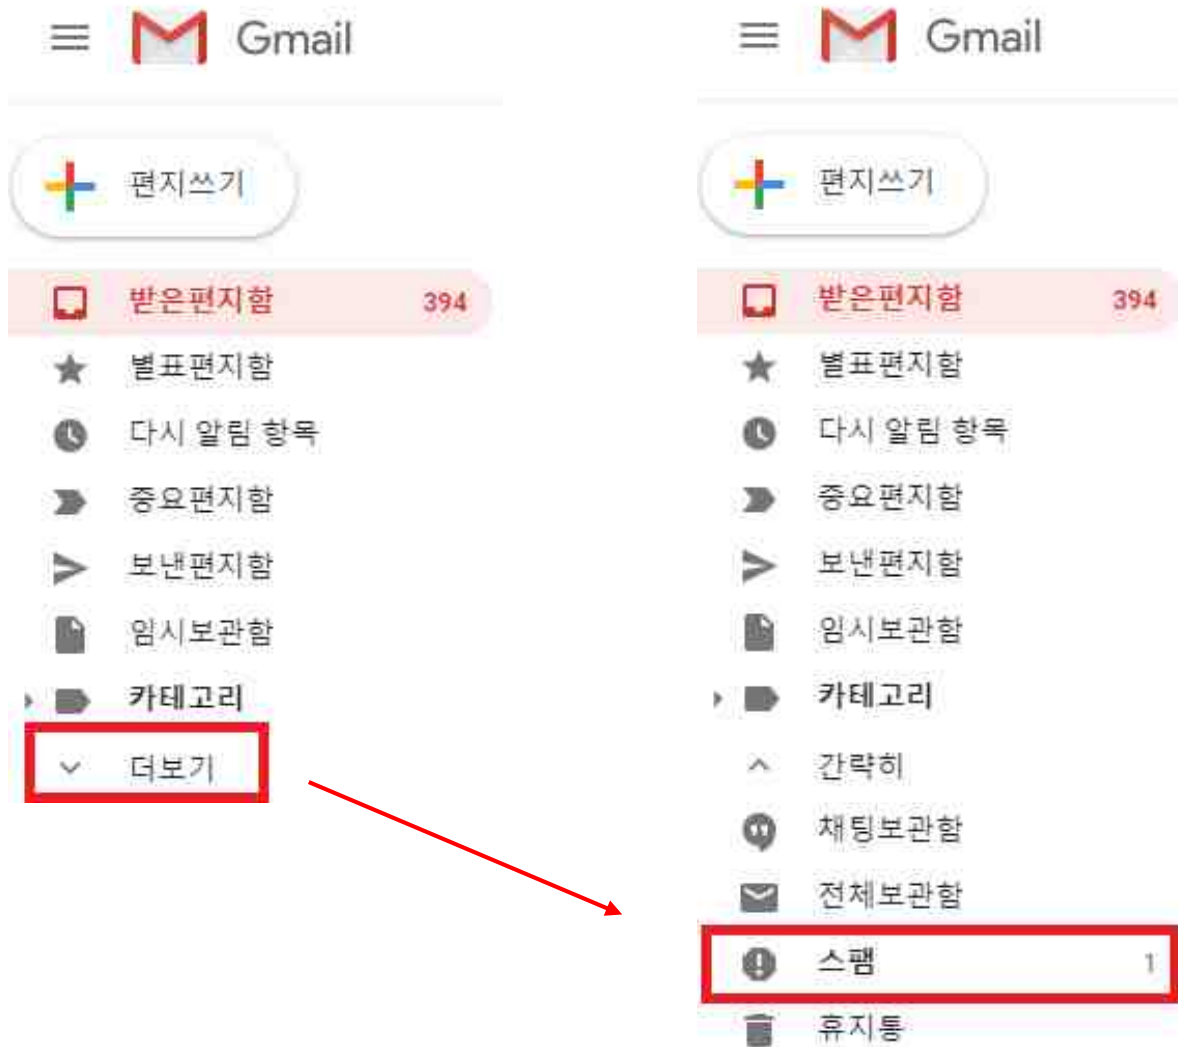 Gmail
편지쓰기
받은편지함 394
별표편지함
다시 알림 항목
중요편지함
보낸편지함
임시보관함
카테고리
더보기
Gmail
편지쓰기
받은편지함 394
별표편지함
다시 알림 항목
중요편지함
보낸편지함
임시보관함
카테고리
간략히
채팅보관함
전체보관함
스팸 1
휴지통